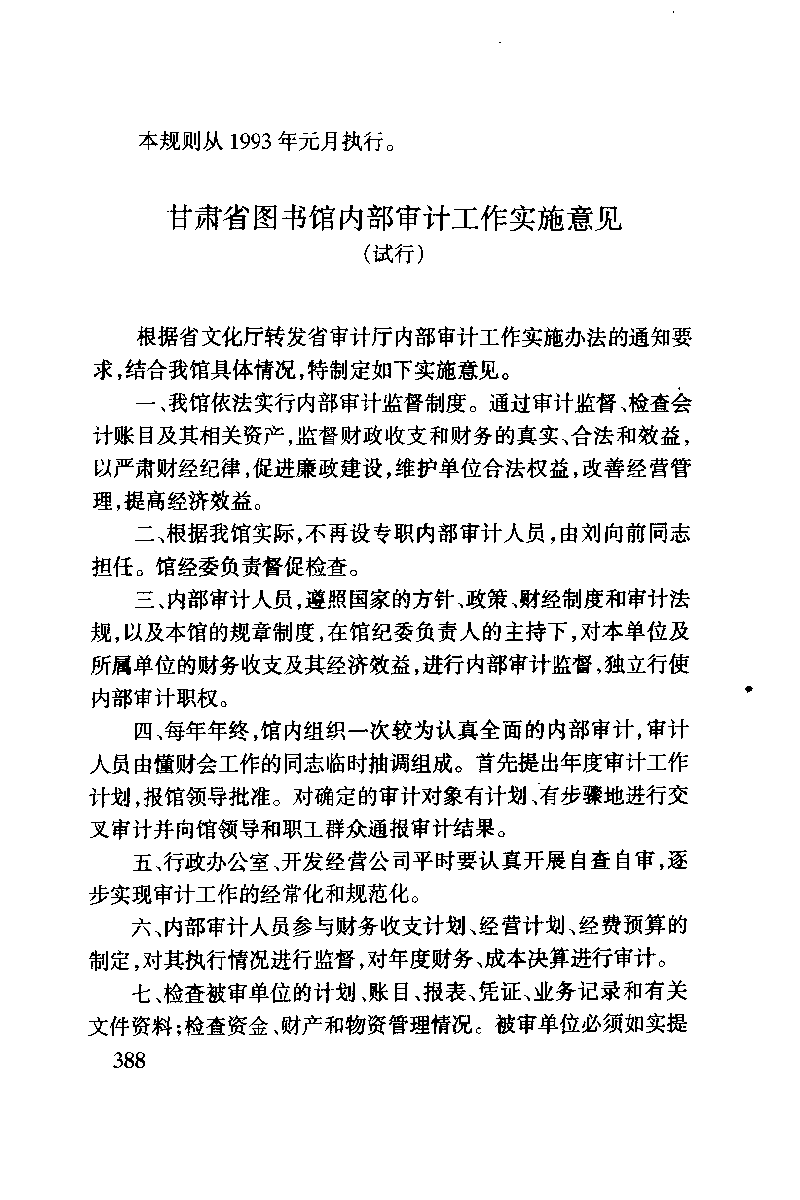 本规则从1993年元月执行。
甘肃省图书馆内部审计工作实施意见
(试行)
根据省文化厅转发省审计厅内部审计工作实施办法的通知要
求,结合我馆具体情况,特制定如下实施意见。
一、我馆依法实行内部审计监督制度。通过审计监督、检查会
计账目及其相关资产,监督财政收支和财务的真实、合法和效益,
以严肃财经纪律,促进廉政建设,维护单位合法权益,改善经营管
理,提高经济效益。
二、根据我馆实际,不再设专职内部审计人员,由刘向前同志
担任。馆经委负责督促检查。
三、内部审计人员,遵照国家的方针、政策、财经制度和审计法
规,以及本馆的规章制度,在馆纪委负责人的主持下,对本单位及
所属单位的财务收支及其经济效益,进行内部审计监督,独立行使
内部审计职权。
四、每年年终,馆内组织一次较为认真全面的内部审计,审计
人员由懂财会工作的同志临时抽调组成。首先提出年度审计工作
计划,报馆领导批准。对确定的审计对象有计划、有步骤地进行交
叉审计并向馆领导和职工群众通报审计结果。
五、行政办公室、开发经营公司平时要认真开展自查自审,逐
步实现审计工作的经常化和规范化。
六、内部审计人员参与财务收支计划、经营计划、经费预算的
制定,对其执行情况进行监督,对年度财务、成本决算进行审计。
七、检查被审单位的计划、账目、报表、凭证、业务记录和有关
文件资料;检查资金、财产和物资管理情况。被审单位必须如实提
388